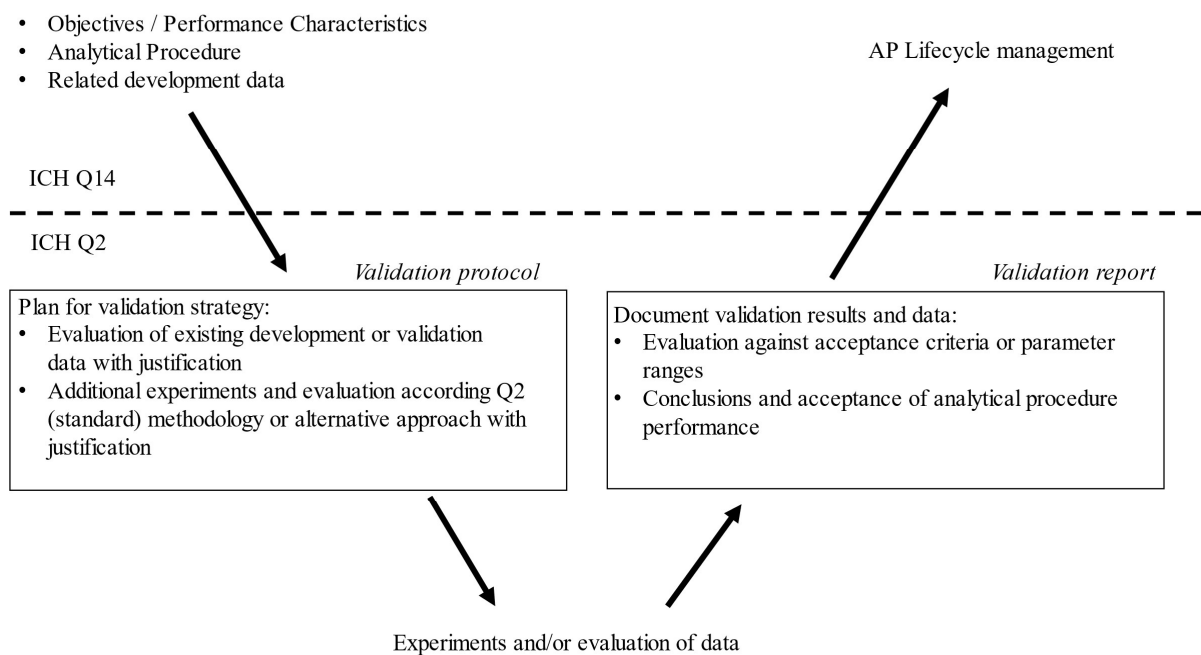 • Objectives / Performance Characteristics
• Analytical Procedure
• Related development data
AP Lifecycle management
ICH Q14
ICH Q2
Validation protocol
Plan for validation strategy:
• Evaluation of existing development or validation
data with justification
• Additional experiments and evaluation according Q2
(standard) methodology or alternative approach with
justification
Validation report
Document validation results and data:
• Evaluation against acceptance criteria or parameter
ranges
• Conclusions and acceptance of analytical procedure
performance
Experiments and/or evaluation of data